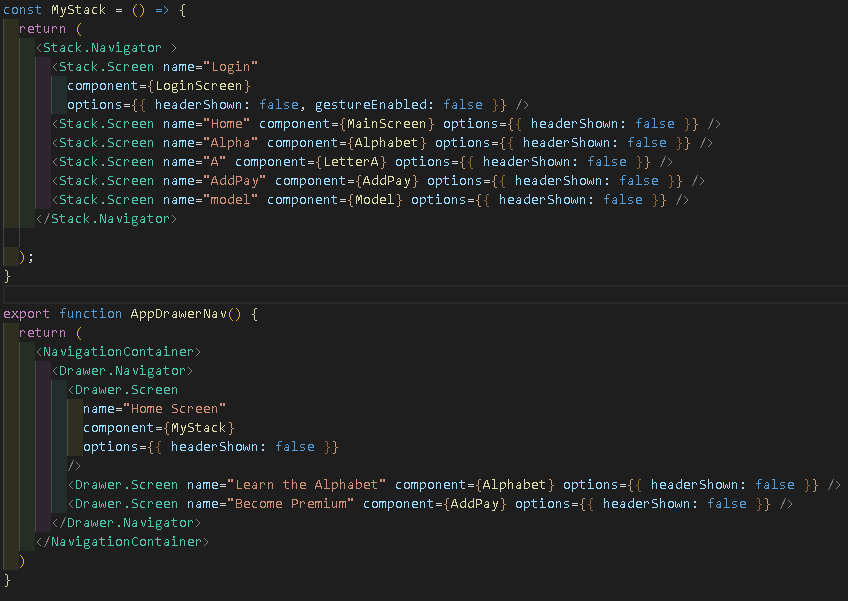 const MyStack = () => {
  return (
    <Stack.Navigator >
      <Stack.Screen name="Login"
        component={LoginScreen}
        options={{ headerShown: false, gestureEnabled: false }} />
      <Stack.Screen name="Home" component={MainScreen} options={{ headerShown: false }} />
      <Stack.Screen name="Alpha" component={Alphabet} options={{ headerShown: false }} />
      <Stack.Screen name="A" component={LetterA} options={{ headerShown: false }} />
      <Stack.Screen name="AddPay" component={AddPay} options={{ headerShown: false }} />
      <Stack.Screen name="model" component={Model} options={{ headerShown: false }} />
    </Stack.Navigator>
  );
}
export function AppDrawerNav() {
  return (
    <NavigationContainer>
      <Drawer.Navigator>
        <Drawer.Screen
          name="Home Screen"
          component={MyStack}
          options={{ headerShown: false }}
        />
        <Drawer.Screen name="Learn the Alphabet" component={Alphabet} options={{ headerShown: false }} />
        <Drawer.Screen name="Become Premium" component={AddPay} options={{ headerShown: false }} />
      </Drawer.Navigator>
    </NavigationContainer>
  )
}